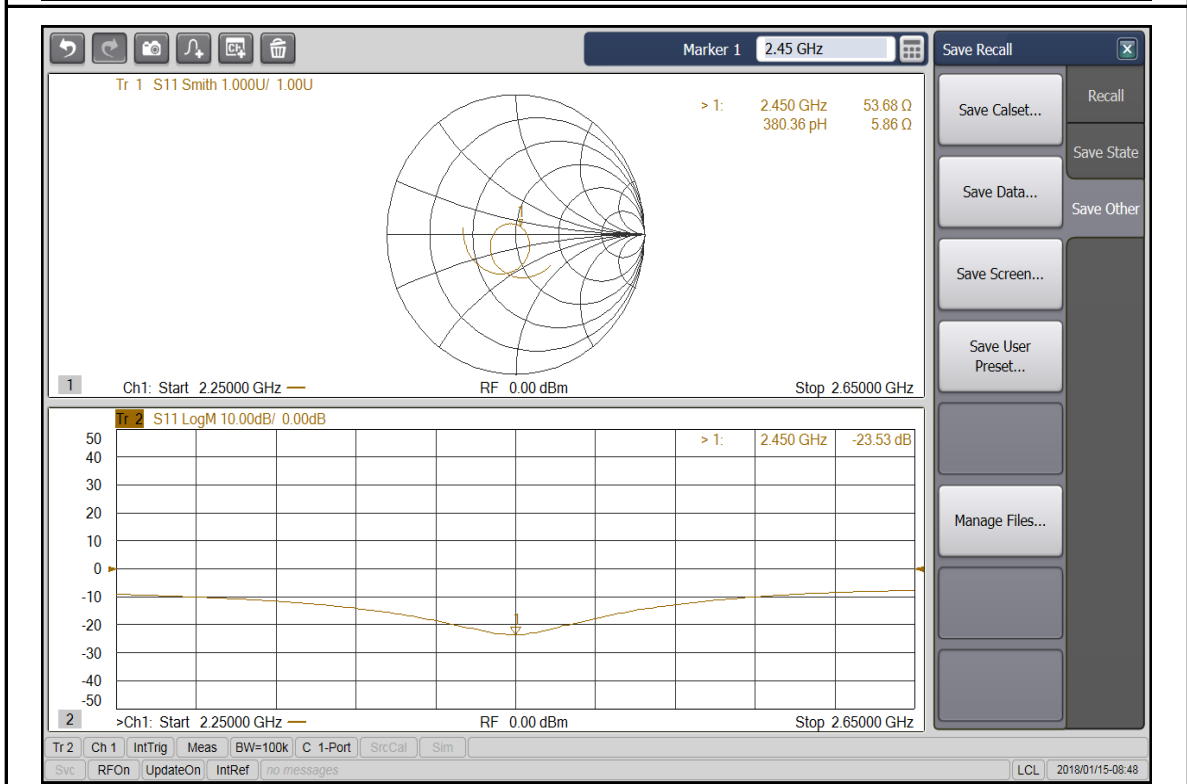 Marker 1 2.45 GHz
Save Recall
Tr 1 S11 Smith 1.000U/ 1.00U
> 1: 2.450 GHz 53.68 Ω
380.36 pH 5.86 Ω
1
1 Ch1: Start 2.25000 GHz — RF 0.00 dBm Stop 2.65000 GHz
Tr 2 S11 LogM 10.00dB/ 0.00dB
> 1: 2.450 GHz -23.53 dB
50
40
30
20
10
0
-10
-20
-30
-40
-50
1
2 >Ch1: Start 2.25000 GHz — RF 0.00 dBm Stop 2.65000 GHz
Save Calset...
Save Data...
Save Screen...
Save User
Preset...
Manage Files...
Recall
Save State
Save Other
Tr 2 Ch 1 IntTrig Meas BW=100k C 1-Port SrcCal Sim
Svc RFOn UpdateOn IntRef no messages LCL 2018/01/15-08:48